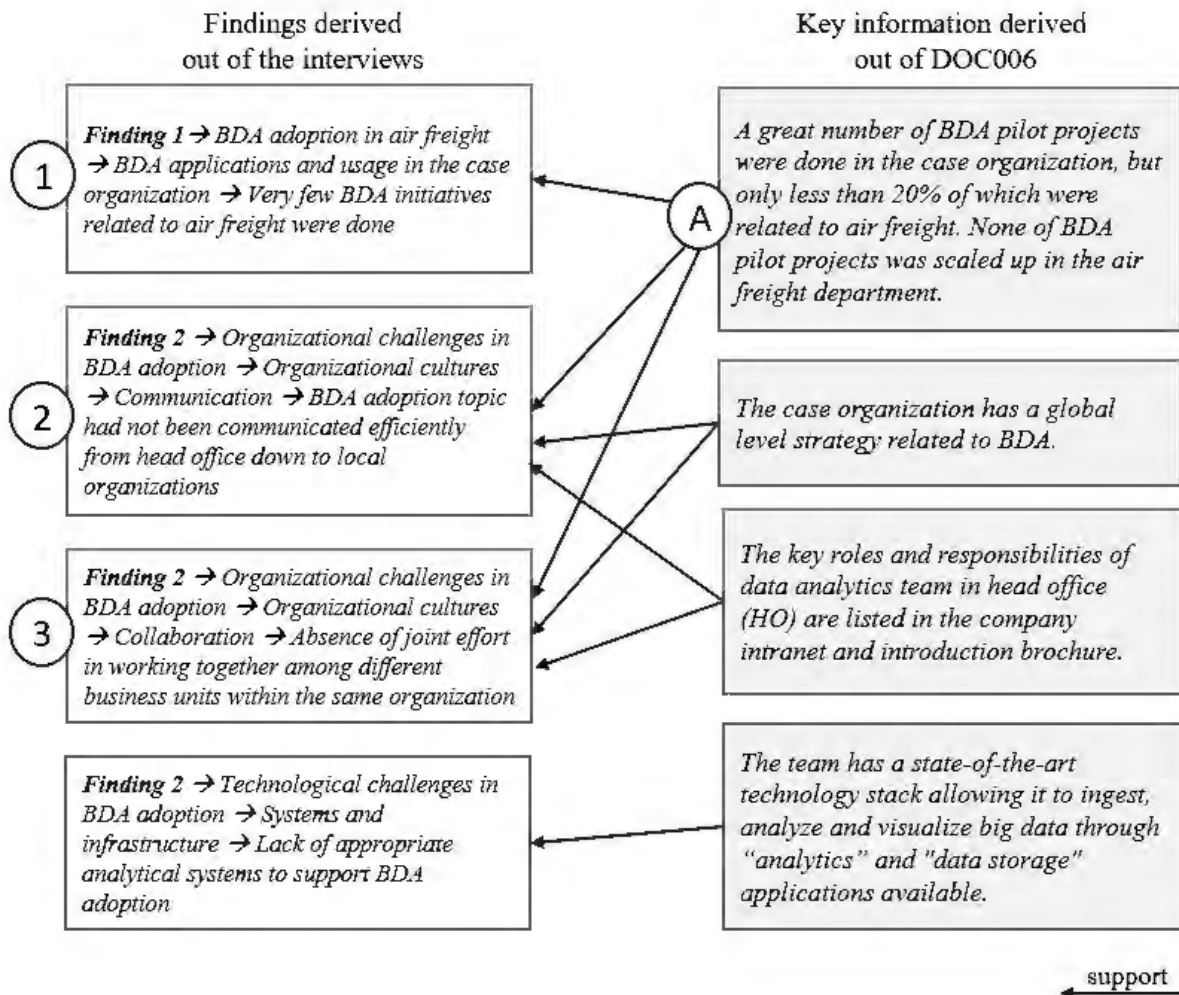 Findings derived
out of the interviews
Key information derived
out of DOC006
1
Finding 1 → BDA adoption in air freight
→ BDA applications and usage in the case
organization → Very few BDA initiatives
related to air freight were done
A
A great number of BDA pilot projects
were done in the case organization, but
only less than 20% of which were
related to air freight. None of BDA
pilot projects was scaled up in the air
freight department.
2
Finding 2 → Organizational challenges in
BDA adoption → Organizational cultures
→ Communication → BDA adoption topic
had not been communicated efficiently
from head office down to local
organizations
The case organization has a global
level strategy related to BDA.
3
Finding 2 → Organizational challenges in
BDA adoption → Organizational cultures
→ Collaboration → Absence of joint effort
in working together among different
business units within the same organization
The key roles and responsibilities of
data analytics team in head office
(HO) are listed in the company
intranet and introduction brochure.
Finding 2 → Technological challenges in
BDA adoption → Systems and
infrastructure → Lack of appropriate
analytical systems to support BDA
adoption
The team has a state-of-the-art
technology stack allowing it to ingest,
analyze and visualize big data through
“analytics” and "data storage"
applications available.
support